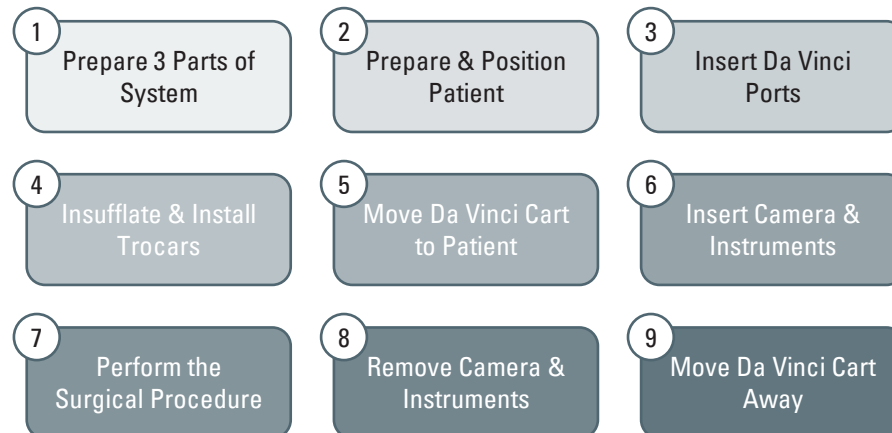 1
Prepare 3 Parts of
System
2
Prepare & Position
Patient
3
Insert Da Vinci
Ports
4
Insufflate & Install
Trocars
5
Move Da Vinci Cart
to Patient
6
Insert Camera &
Instruments
7
Perform the
Surgical Procedure
8
Remove Camera &
Instruments
9
Move Da Vinci Cart
Away